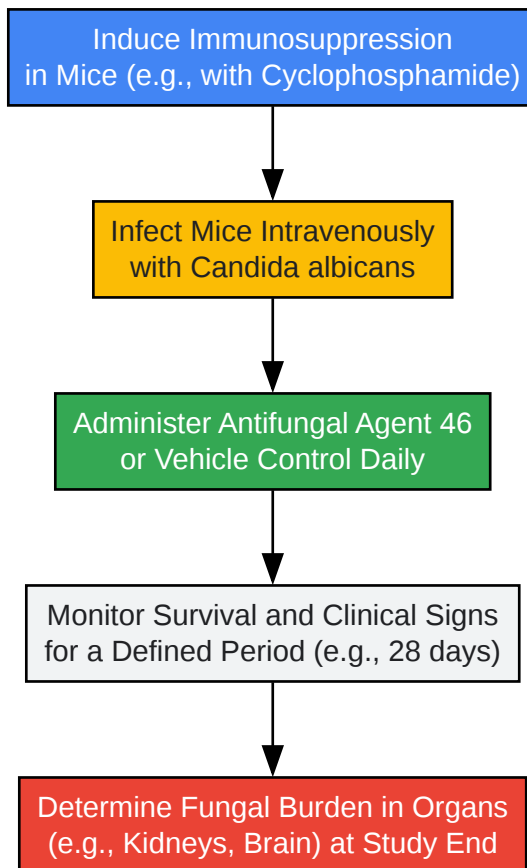 Induce Immunosuppression
in Mice (e.g., with Cyclophosphamide)
Infect Mice Intravenously
with Candida albicans
Administer Antifungal Agent 46
or Vehicle Control Daily
Monitor Survival and Clinical Signs
for a Defined Period (e.g., 28 days)
Determine Fungal Burden in Organs
(e.g., Kidneys, Brain) at Study End